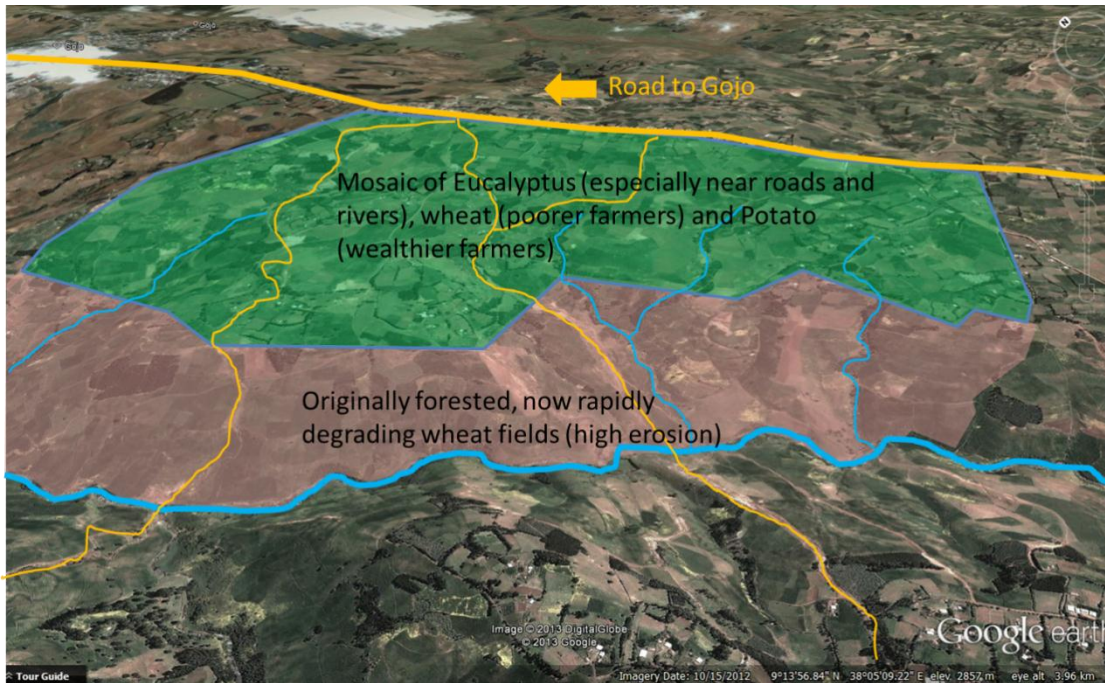 Gojo
Gojo
Road to Gojo
Mosaic of Eucalyptus (especially near roads and
rivers), wheat (poorer farmers) and Potato
(wealthier farmers)
Originally forested, now rapidly
degrading wheat fields (high erosion)
Image © 2013 DigitalGlobe
© 2013 Google
Google earth
Tour Guide
Imagery Date: 10/15/2012 9°13'56.84" N 38°05'09.22" E elev 2857 m eye alt 3.96 km